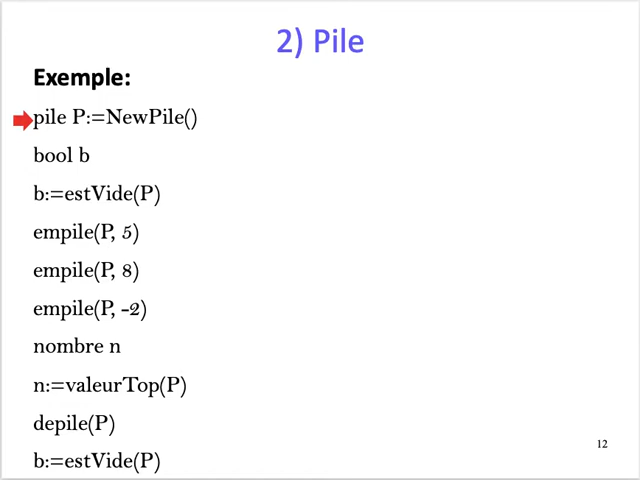 2) Pile
Exemple:
pile P:=NewPile()
bool b
b:=estVide(P)
empile(P, 5)
empile(P, 8)
empile(P, -2)
nombre n
n:=valeurTop(P)
depile(P)
b:=estVide(P)
12